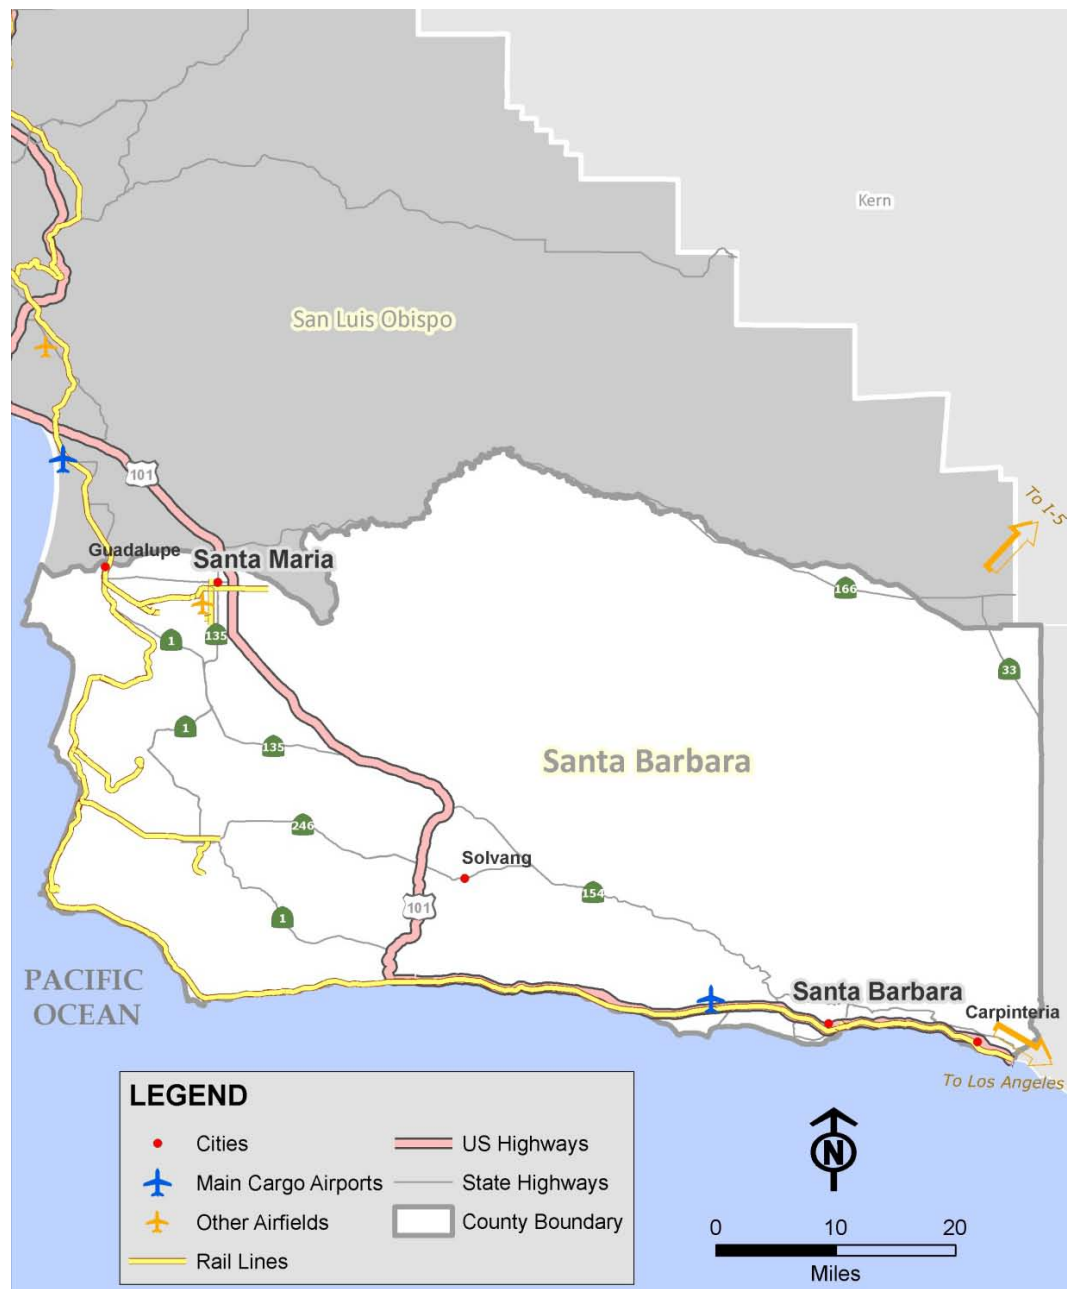 Kern
San Luis Obispo
101
To I-5
Guadalupe
Santa Maria
166
1
135
33
1
135
Santa Barbara
246
Solvang
154
101
1
PACIFIC
OCEAN
Santa Barbara
Carpinteria
To Los Angeles
LEGEND
Cities
US Highways
Main Cargo Airports
State Highways
Other Airfields
County Boundary
Rail Lines
N
0 10 20
Miles